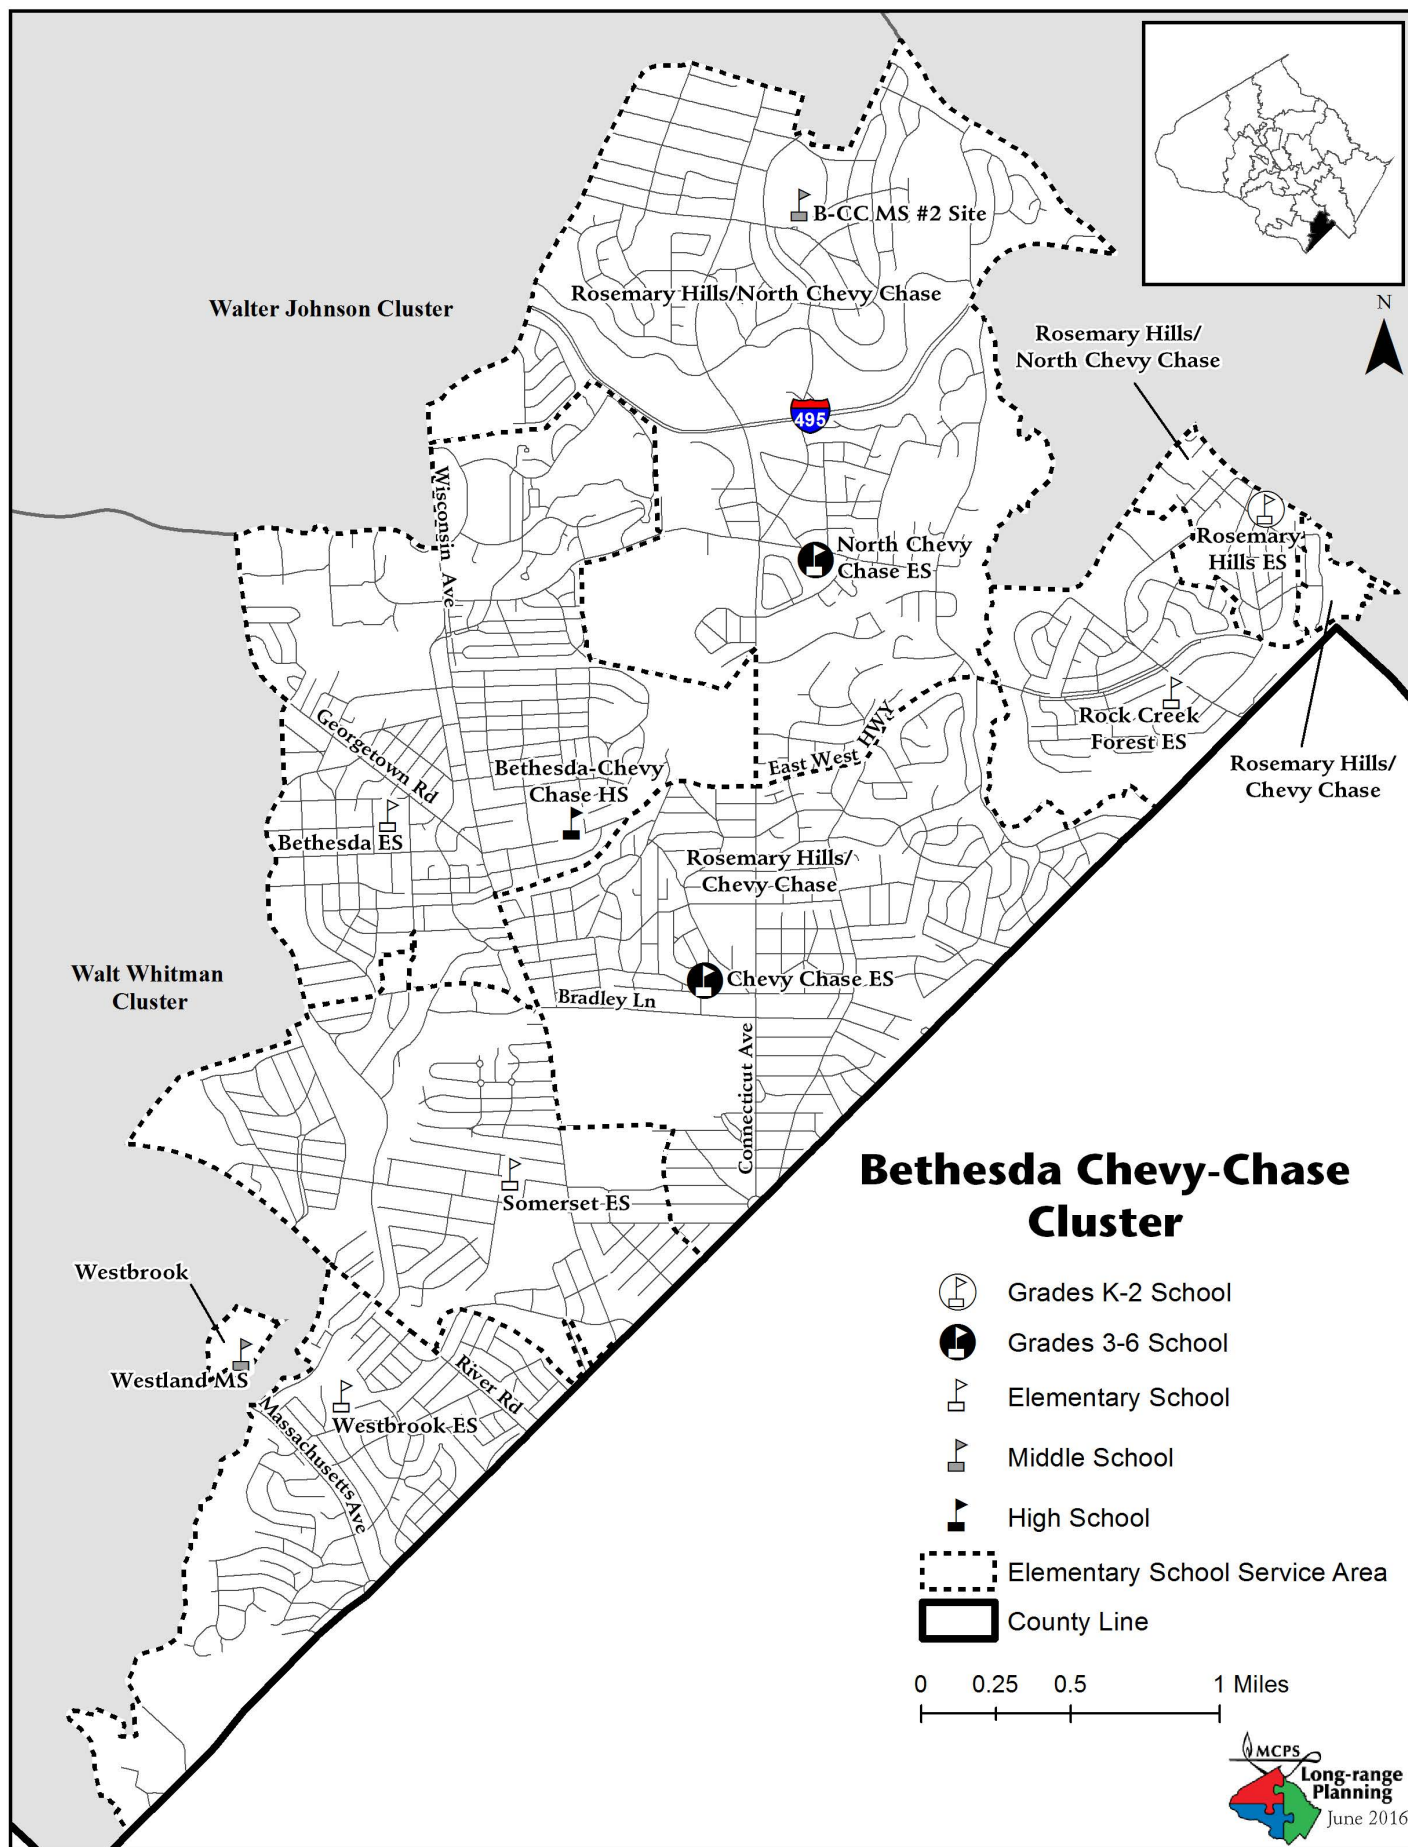 B-CC MS #2 Site
Rosemary Hills/North Chevy Chase
Walter Johnson Cluster
N
Rosemary Hills/
North Chevy Chase
495
Wisconsin Ave
Rosemary
Hills ES
North Chevy
Chase ES
Georgetown Rd
Rock Creek
Forest ES
East West HWY
Bethesda-Chevy
Chase HS
Rosemary Hills/
Chevy Chase
Bethesda ES
Rosemary Hills/
Chevy Chase
Walt Whitman
Cluster
Chevy Chase ES
Bradley Ln
Connecticut Ave
Somerset ES
Westbrook
Westland MS
River Rd
Westbrook ES
Massachusetts Ave
Bethesda Chevy-Chase
Cluster
Grades K-2 School
Grades 3-6 School
Elementary School
Middle School
High School
Elementary School Service Area
County Line
0 0.25 0.5 1 Miles
MCPS
Long-range
Planning
June 2016